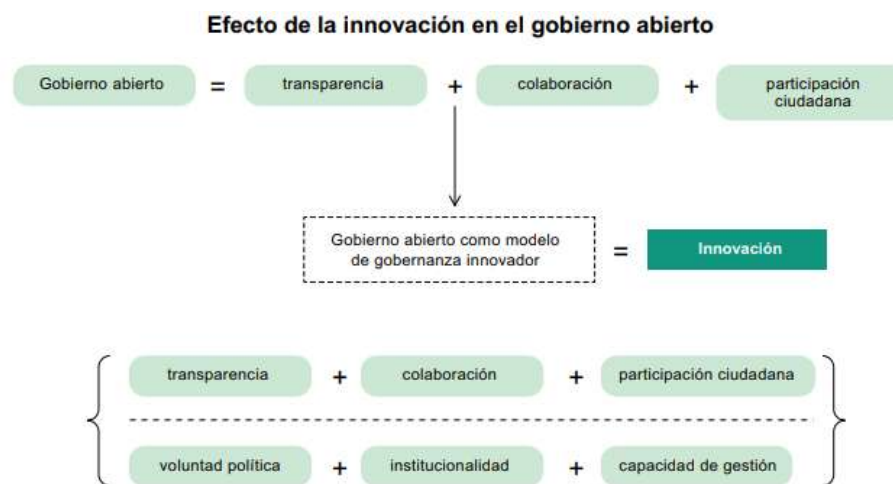 Efecto de la innovación en el gobierno abierto
Gobierno abierto = transparencia + colaboración + participación
ciudadana
Gobierno abierto como modelo
de gobernanza innovador = Innovación
transparencia + colaboración + participación ciudadana
voluntad política + institucionalidad + capacidad de gestión